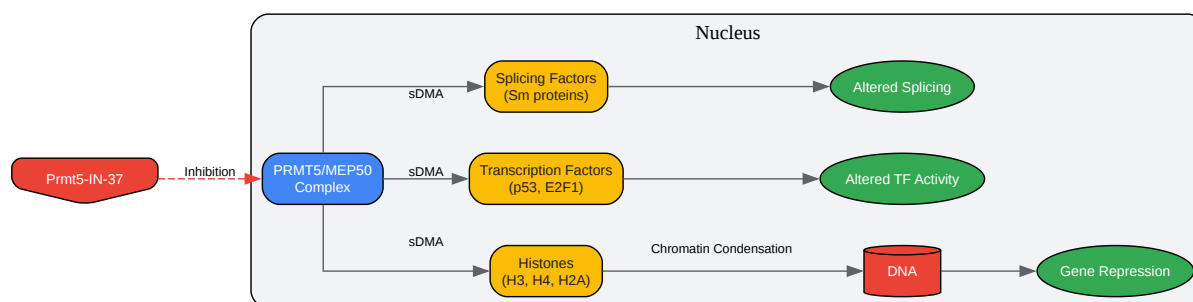 Nucleus
Splicing Factors
(Sm proteins)
Altered Splicing
sDMA
Prmt5-IN-37
Inhibition
PRMT5/MEP50
Complex
sDMA
Transcription Factors
(p53, E2F1)
Altered TF Activity
sDMA
Histones
(H3, H4, H2A)
Chromatin Condensation
DNA
Gene Repression